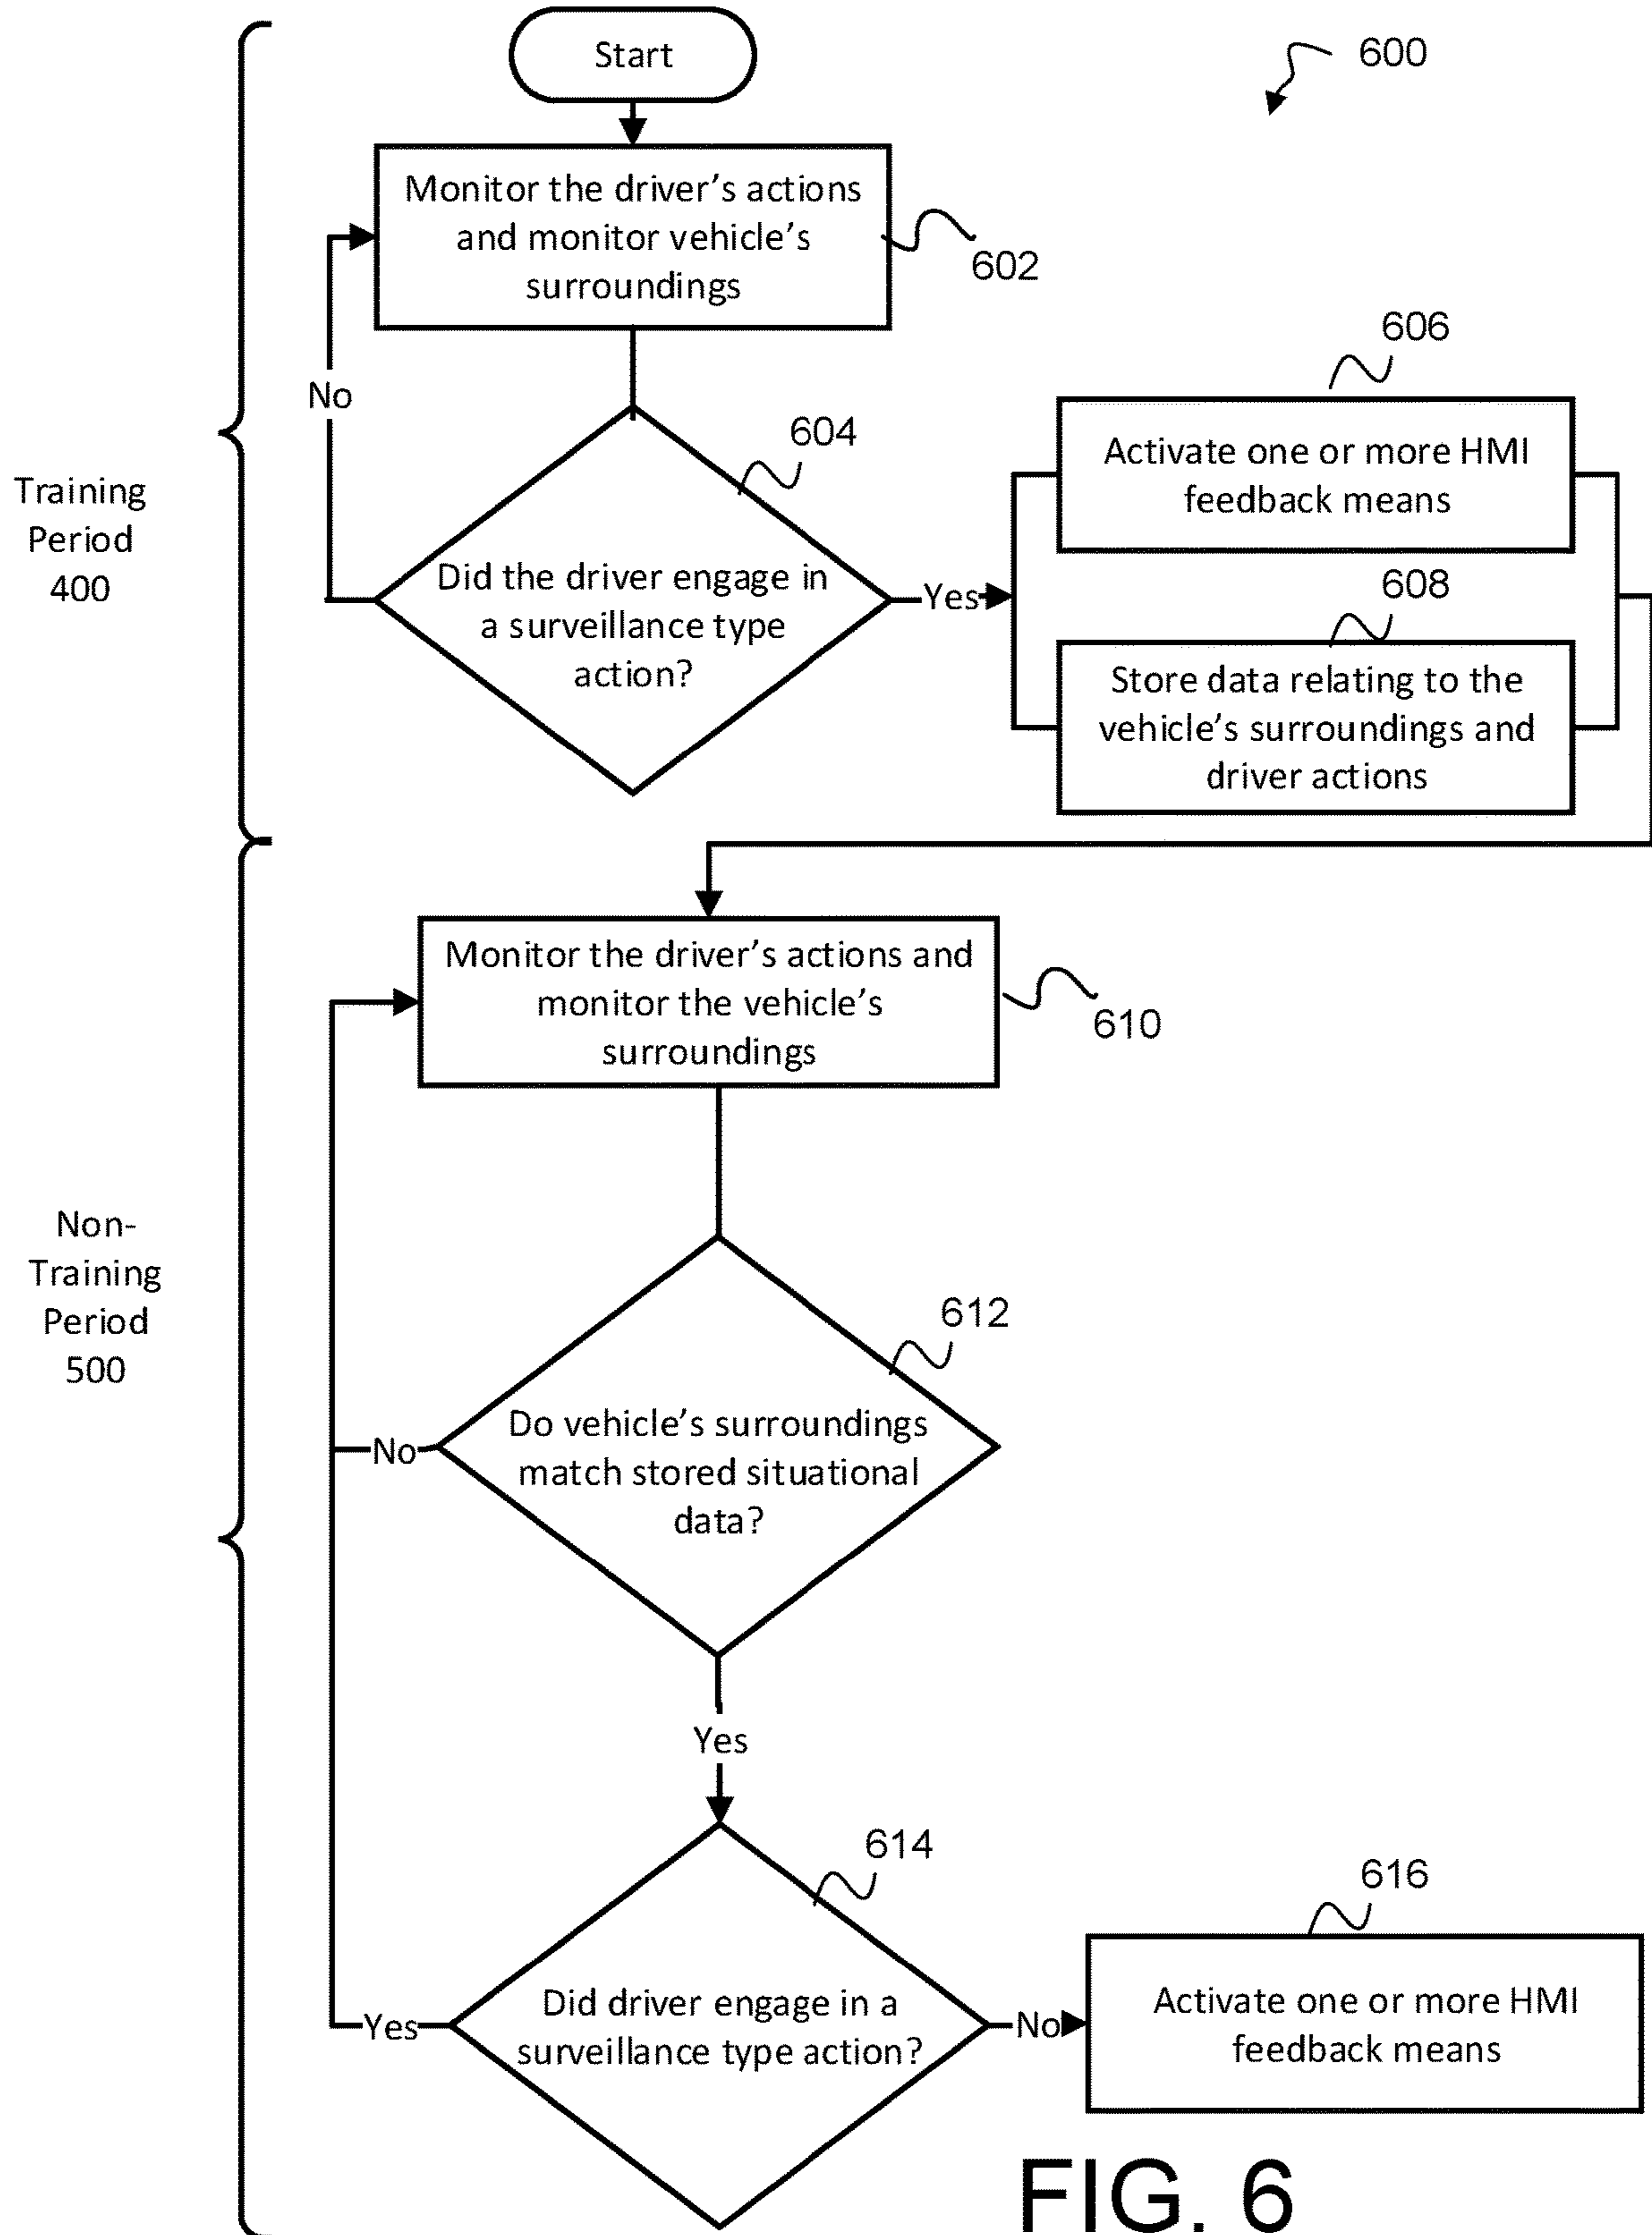 Start
600
Monitor the driver's actions
and monitor vehicle's
surroundings
602
No
604
606
Activate one or more HMI
feedback means
Training
Period
400
Did the driver engage in
a surveillance type
action?
Yes
608
Store data relating to the
vehicle's surroundings and
driver actions
Monitor the driver's actions and
monitor the vehicle's
surroundings
610
Non-
Training
Period
500
612
Do vehicle's surroundings
match stored situational
data?
No
Yes
614
616
Did driver engage in a
surveillance type action?
Yes
No
Activate one or more HMI
feedback means
FIG. 6